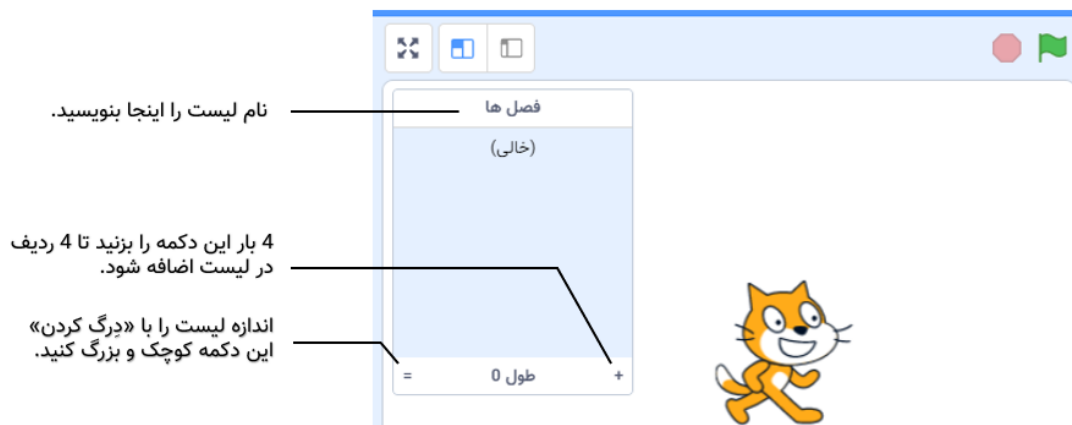 فصل ها
نام لیست را اینجا بنویسید.
(خالی)
4 بار این دکمه را بزنید تا 4 ردیف
در لیست اضافه شود.
اندازه لیست را با «دِرگ کردن»
این دکمه کوچک و بزرگ کنید.
= طول 0 +